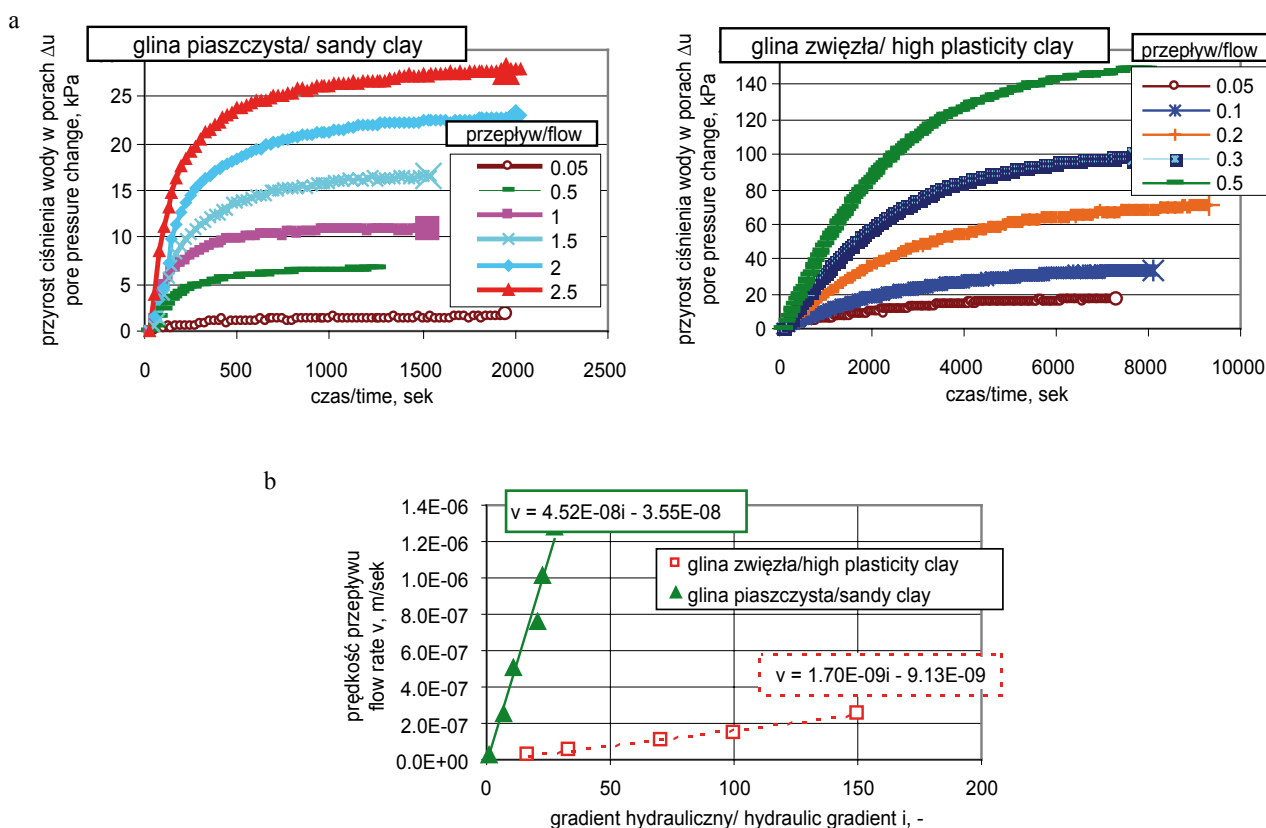 a
glina piaszczysta/ sandy clay
przyrost ciśnienia wody w porach Δu
pore pressure change, kPa
25
20
15
10
5
0
0 500 1000 1500 2000 2500
czas/time, sek
przepływ/flow
0.05
0.5
1
1.5
2
2.5
glina zwięzła/ high plasticity clay
przyrost ciśnienia wody w porach Δu
pore pressure change, kPa
140
120
100
80
60
40
20
0
0 2000 4000 6000 8000 10000
czas/time, sek
przepływ/flow
0.05
0.1
0.2
0.3
0.5
b
prędkość przepływu
flow rate v, m/sek
1.4E-06
1.2E-06
1.0E-06
8.0E-07
6.0E-07
4.0E-07
2.0E-07
0.0E+00
v = 4.52E-08i - 3.55E-08
glina zwięzła/high plasticity clay
glina piaszczysta/sandy clay
v = 1.70E-09i - 9.13E-09
0 50 100 150 200
gradient hydrauliczny/ hydraulic gradient i, -